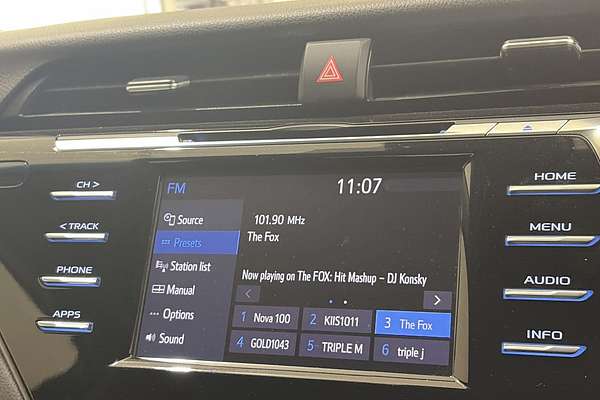 CH >
< TRACK
PHONE
APPS
FM
11:07
Source
Presets
Station list
Manual
Options
Sound
101.90 MHz
The Fox
Now playing on The FOX: Hit Mashup – DJ Konsky
< >
1 Nova 100
2 KIIS1011
3 The Fox
4 GOLD1043
5 TRIPLE M
6 triple j
HOME
MENU
AUDIO
INFO